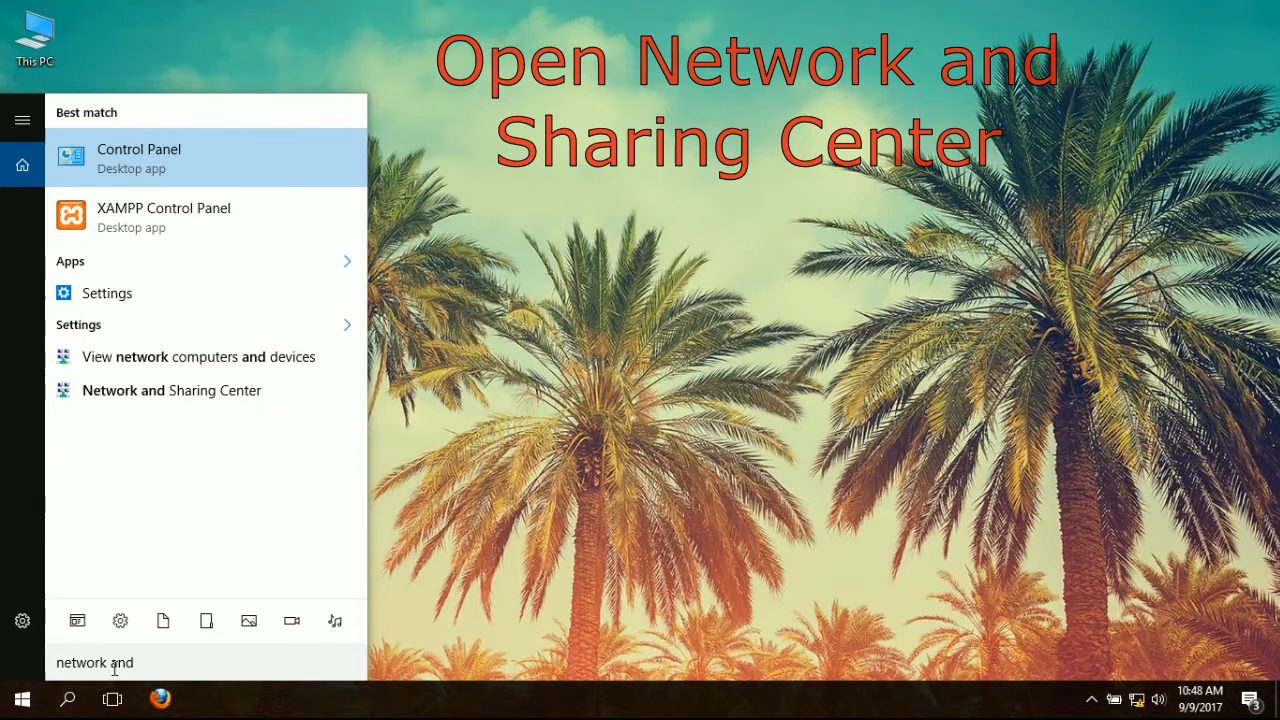 This PC
Open Network and
Sharing Center
Best match
Control Panel
Desktop app
XAMPP Control Panel
Desktop app
Apps
Settings
Settings
View network computers and devices
Network and Sharing Center
network and
10:48 AM
9/9/2017
3